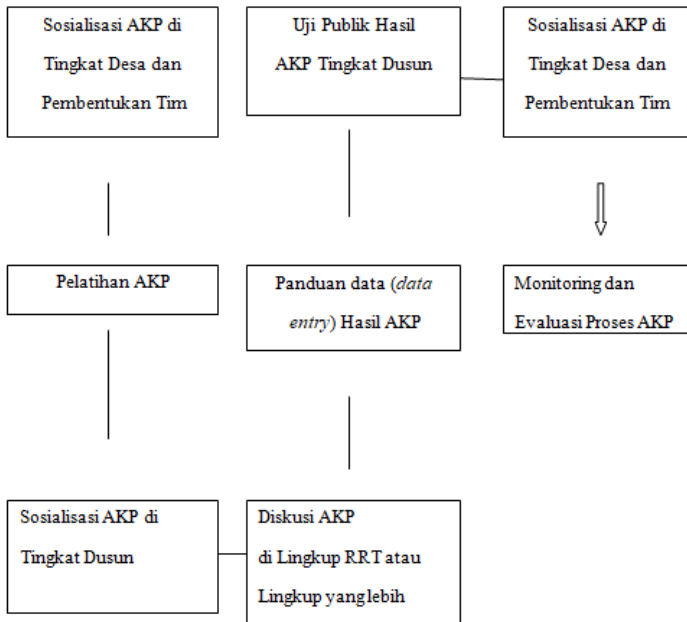 Sosialisasi AKP di
Tingkat Desa dan
Pembentukan Tim
Uji Publik Hasil
AKP Tingkat Dusun
Sosialisasi AKP di
Tingkat Desa dan
Pembentukan Tim
Pelatihan AKP
Panduan data (data
entry) Hasil AKP
Monitoring dan
Evaluasi Proses AKP
Sosialisasi AKP di
Tingkat Dusun
Diskusi AKP
di Lingkup RRT atau
Lingkup yang lebih